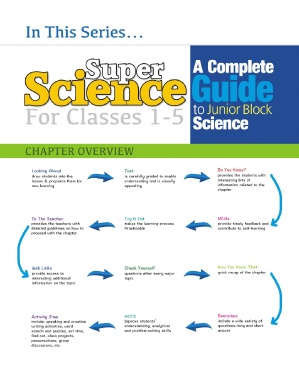 In This Series...
Super
Science
For Classes 1-5
A Complete
Guide
to Junior Block
Science
CHAPTER OVERVIEW
Looking Ahead
draw students into the
lesson & prepares them for
new learning
Text
is carefully graded to enable
understanding and is visually
appealing
Do You Know?
provides the students with
interesting bits of
information related to the
chapter
To The Teacher
provides the teachers with
detailed guidelines on how to
proceed with the chapter
Try It Out
makes the learning process
Practicable
MCQs
provides timely feedback and
contributes to self-learning
Web Links
provide access to
interesting additional
information on the topic
Check Yourself
questions after every major
topic
Now You Know That
quick recap of the chapter
Activity Time
include speaking and creative
writing activities, word
search and puzzles, art files,
find out, class projects,
presentations, group
discussions, etc.
HOTS
improve students'
understanding, analytical
and problem solving skills
Exercises
include a wide variety of
questions-long and short
answer